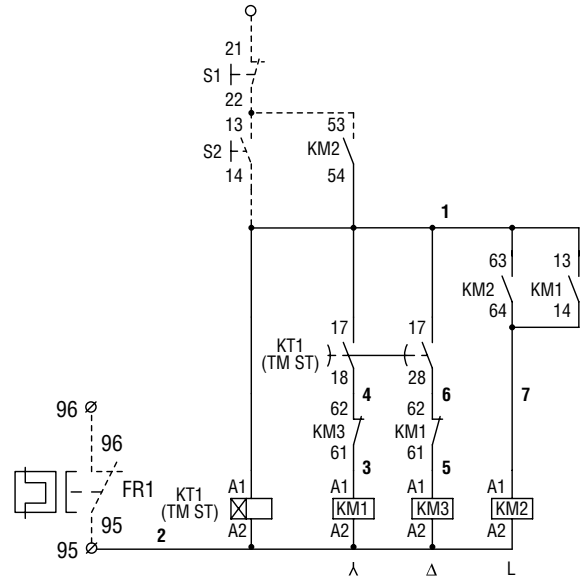 21
S1
22
13 53
S2 KM2
14 54
1
63 13
KM2 KM1
64 14
17 17
KT1
(TM ST)
18 28
4 6 7
96
62 62
96 KM3 KM1
61 61
FR1 3 5
KT1
(TM ST)
A1 A1 A1 A1
KM1 KM3 KM2
95 2 A2 A2 A2 A2
95
Δ L